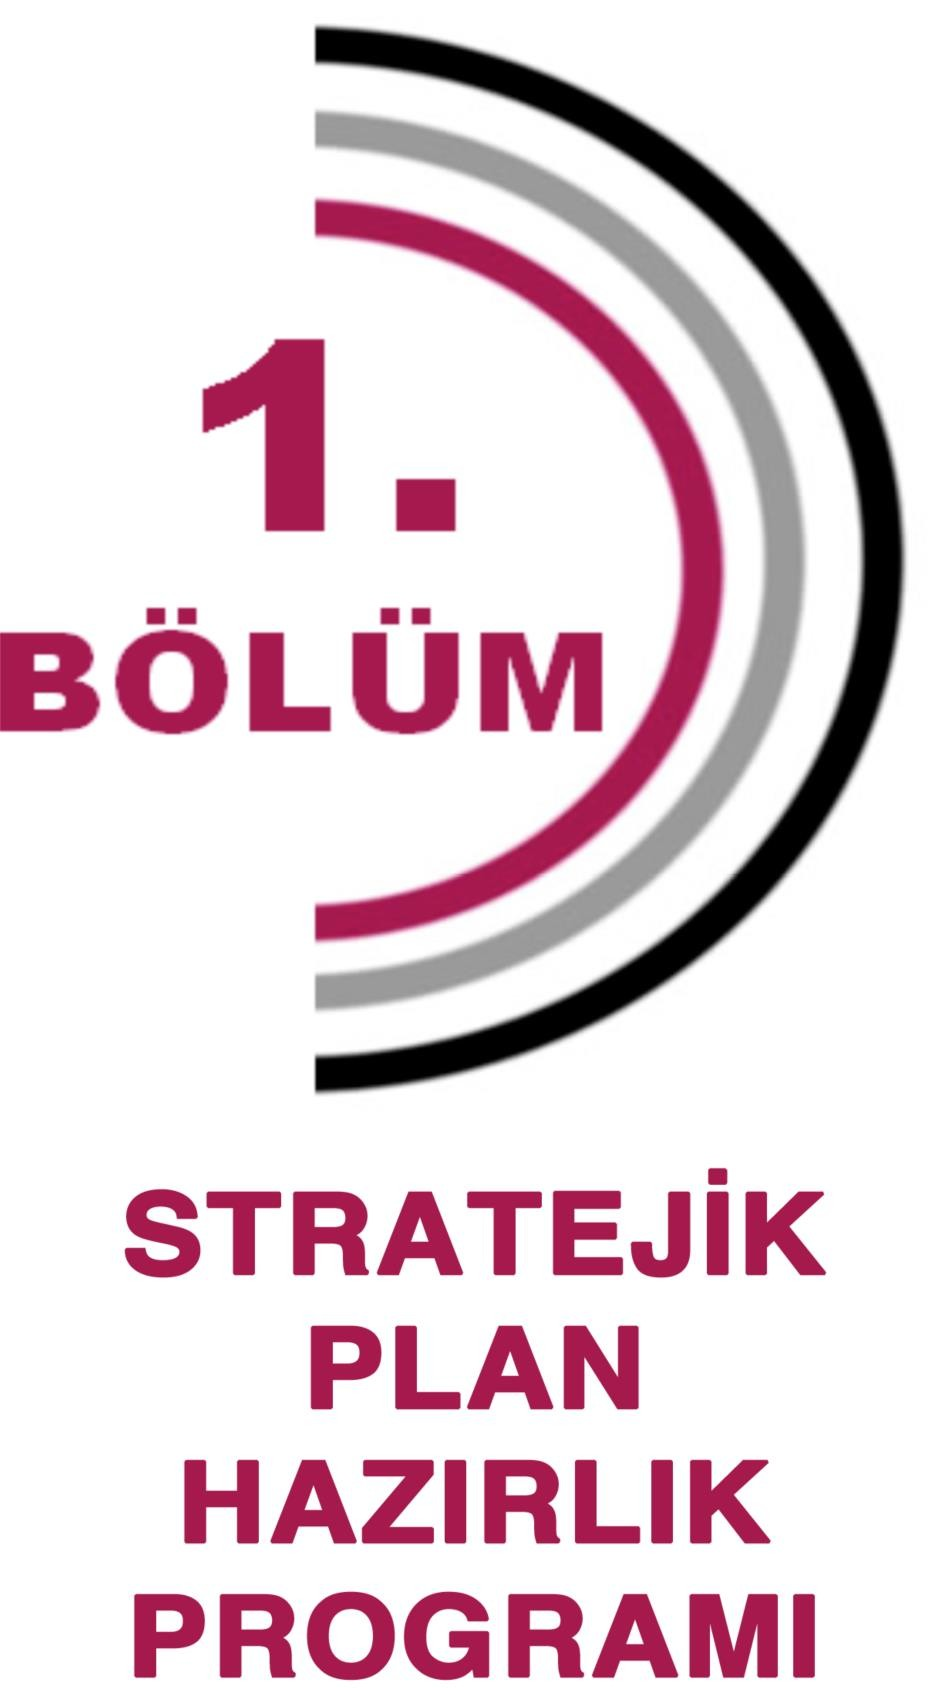 1.
BÖLÜM
STRATEJİK
PLAN
HAZIRLIK
PROGRAMI